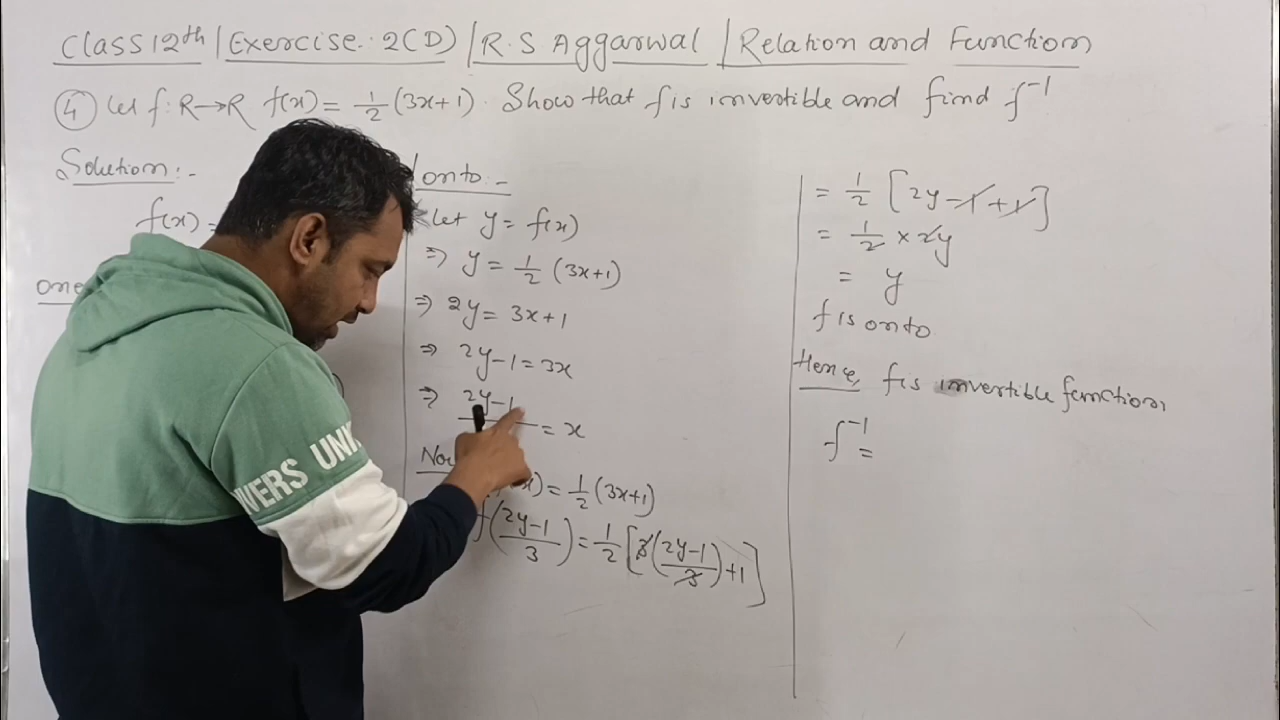 Class 12th / Exercise. 2(D) / R.S Aggarwal / Relation and Function
④ Let f: R→R f(x) = 1/2 (3x+1). Show that f is invertible and find f⁻¹
Solution:-
f(x) =
one
onto:-
Let y = f(x)
⇒ y = 1/2 (3x+1)
⇒ 2y = 3x+1
⇒ 2y-1 = 3x
⇒ 2y-1 = x
= 1/2 (3x+1)
f(2y-1/3) = 1/2 [3(2y-1/3)+1]
= 1/2 [2y-1+1]
= 1/2 × 2y
= y
f is onto
Hence, f is invertible function
f⁻¹ =
VERS UNI